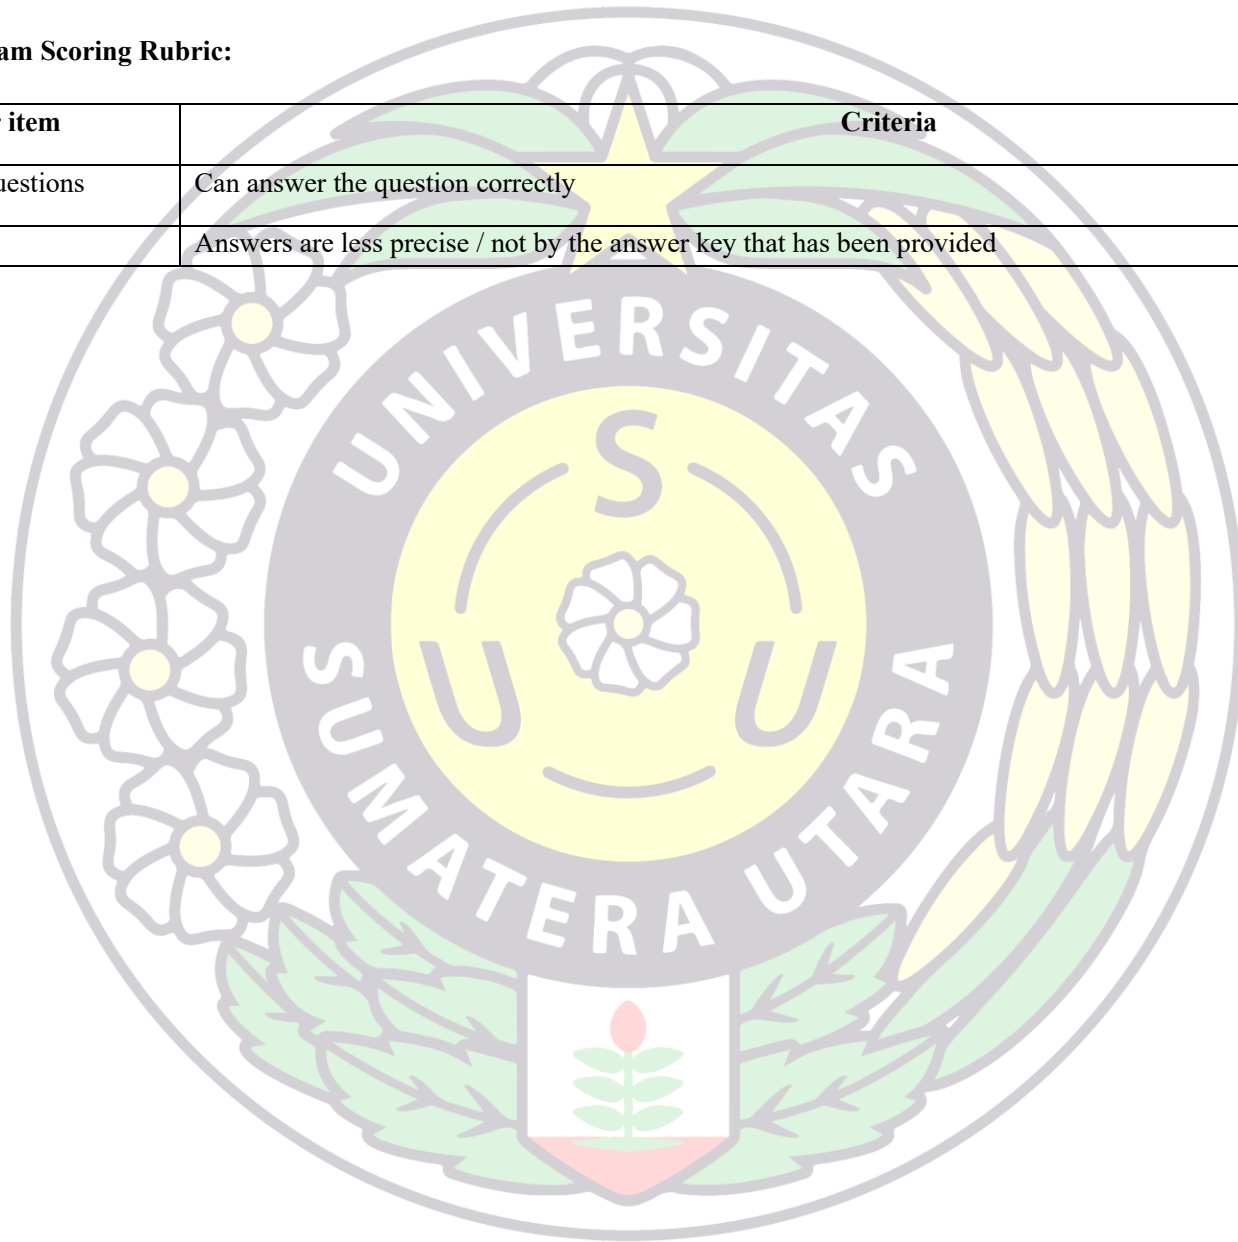 am Scoring Rubric:
item Criteria
uestions Can answer the question correctly
Answers are less precise / not by the answer key that has been provided
UNIVERSITAS
S
U U
SUMATERA UTARA